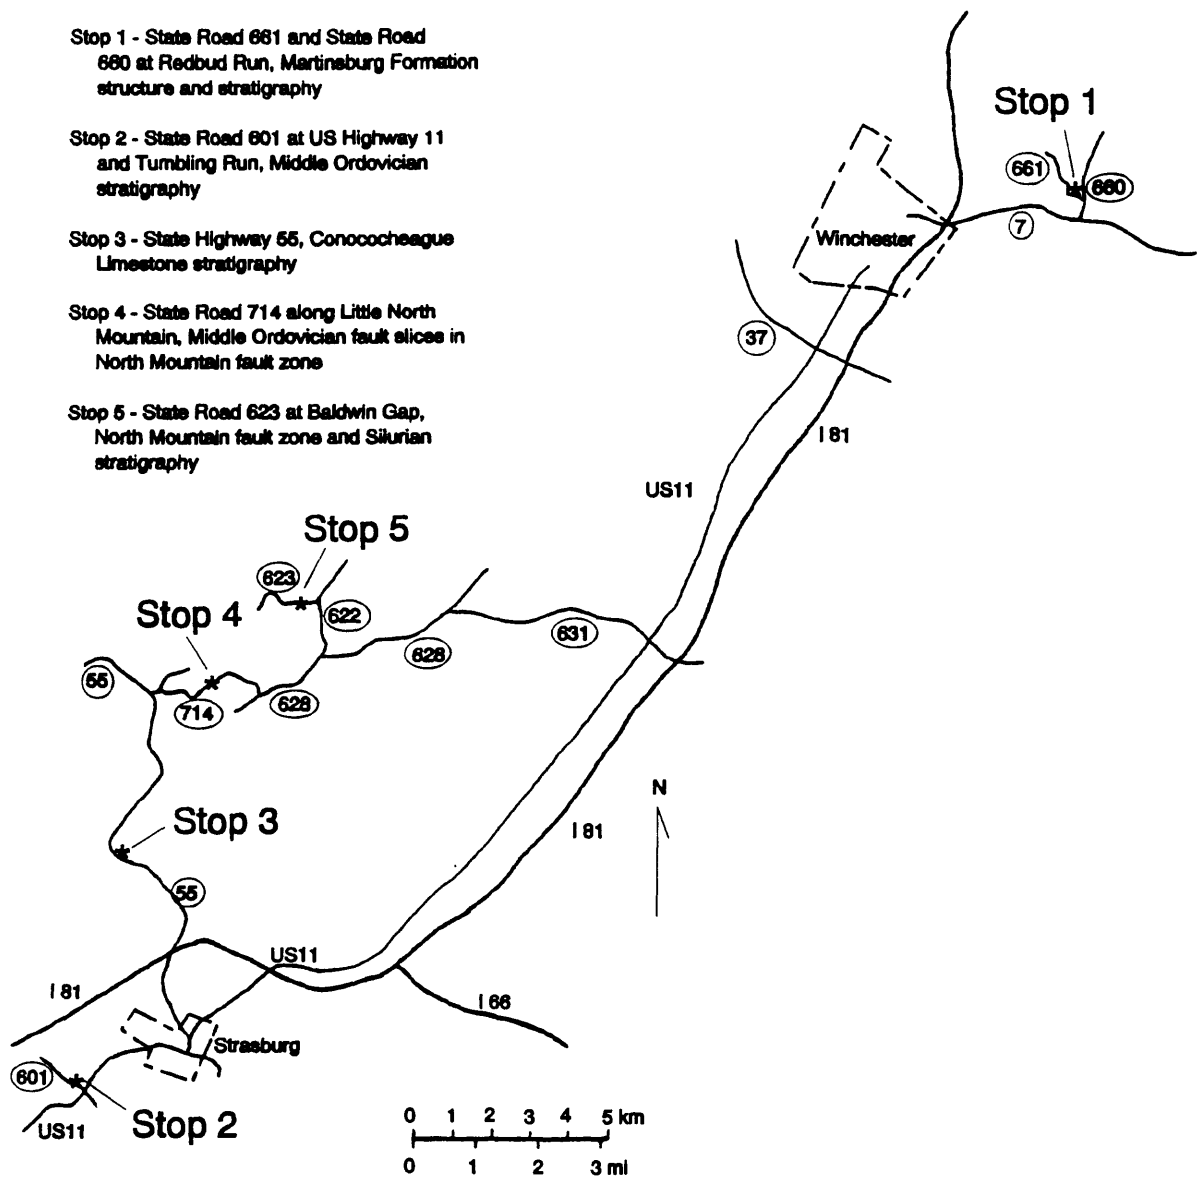 Stop 1 - State Road 661 and State Road
660 at Redbud Run, Martinsburg Formation
structure and stratigraphy
Stop 2 - State Road 601 at US Highway 11
and Tumbling Run, Middle Ordovician
stratigraphy
Stop 3 - State Highway 55, Conococheague
Limestone stratigraphy
Stop 4 - State Road 714 along Little North
Mountain, Middle Ordovician fault slices in
North Mountain fault zone
Stop 5 - State Road 623 at Baldwin Gap,
North Mountain fault zone and Silurian
stratigraphy
Stop 1
661
660
7
Winchester
37
I 81
US11
Stop 5
623
622
Stop 4
631
628
55
714
628
N
Stop 3
I 81
55
US11
I 81
I 66
Strasburg
601
Stop 2
US11
0 1 2 3 4 5 km
0 1 2 3 mi